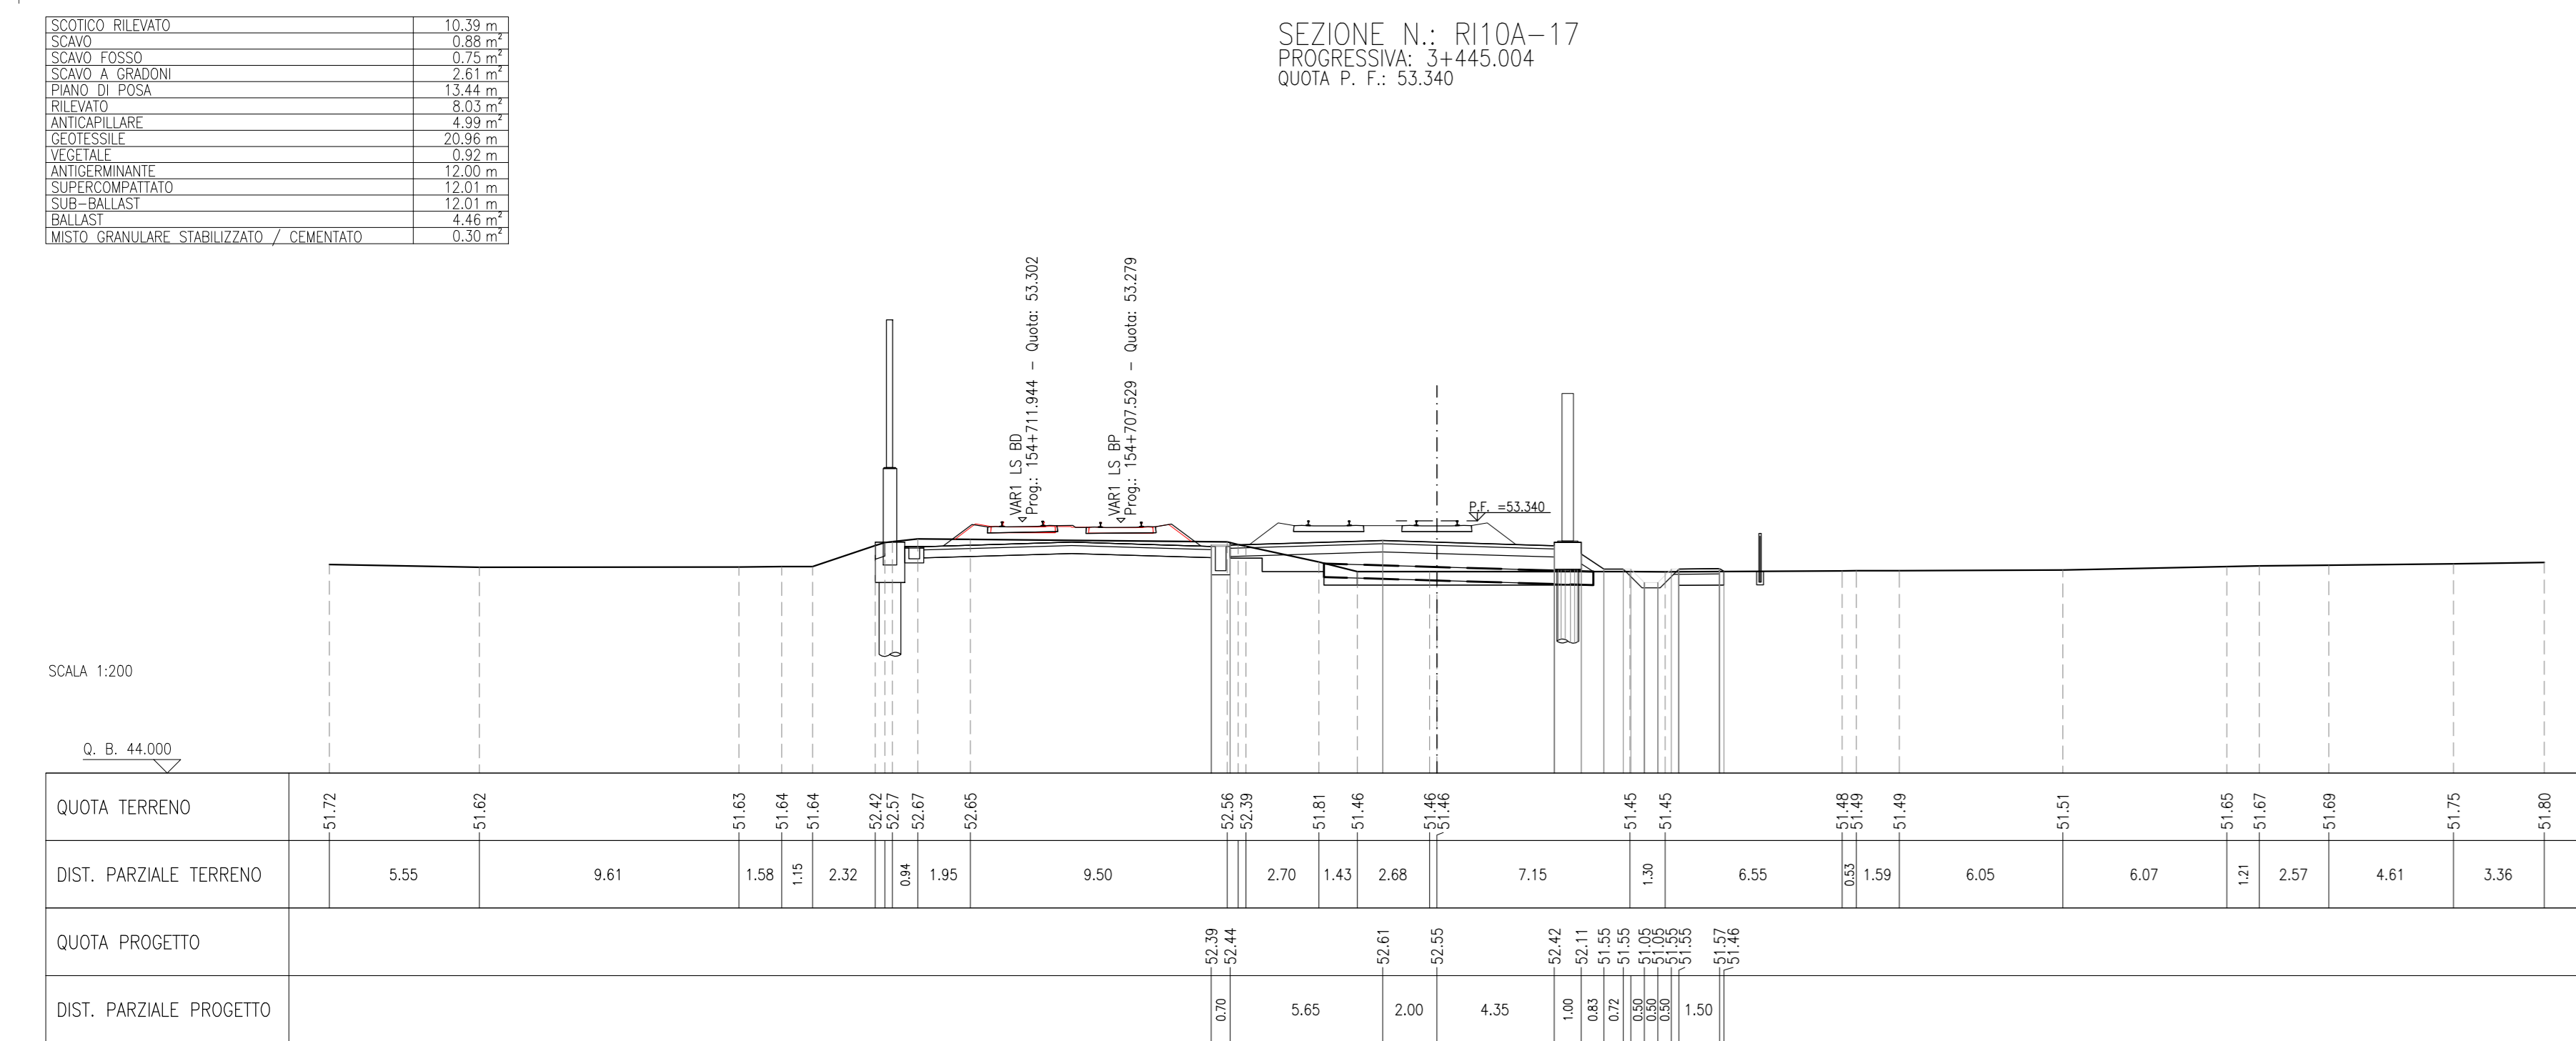 SCOTICO RILEVATO 10.39 m
SCAVO 0.88 m²
SCAVO FOSSO 0.75 m²
SCAVO A GRADONI 2.61 m²
PIANO DI POSA 13.44 m
RILEVATO 8.03 m²
ANTICAPILLARE 4.99 m²
GEOTESSILE 20.96 m
VEGETALE 0.92 m
ANTIGERMINANTE 12.00 m
SUPERCOMPATTATO 12.01 m
SUB-BALLAST 12.01 m
BALLAST 4.46 m²
MISTO GRANULARE STABILIZZATO / CEMENTATO 0.30 m²
SEZIONE N.: RI10A-17
PROGRESSIVA: 3+445.004
QUOTA P. F.: 53.340
VAR1 LS BD
Prog.: 154+711.944 - Quota: 53.302
VAR1 LS BP
Prog.: 154+707.529 - Quota: 53.279
P.F. =53.340
SCALA 1:200
Q. B. 44.000
QUOTA TERRENO 51.72 51.62 51.63 51.64 51.64 52.42 52.57 52.67 52.65 52.56 52.39 51.81 51.46 51.46 51.46 51.45 51.45 51.48 51.49 51.49 51.51 51.65 51.67 51.69 51.75 51.80
DIST. PARZIALE TERRENO 5.55 9.61 1.58 1.15 2.32 0.94 1.95 9.50 2.70 1.43 2.68 7.15 1.30 6.55 0.53 1.59 6.05 6.07 1.21 2.57 4.61 3.36
QUOTA PROGETTO 52.39 52.44 52.61 52.55 52.42 52.11 51.55 51.55 51.05 51.05 51.55 51.55 51.57 51.46
DIST. PARZIALE PROGETTO 0.70 5.65 2.00 4.35 1.00 0.83 0.72 0.50 0.50 0.50 1.50